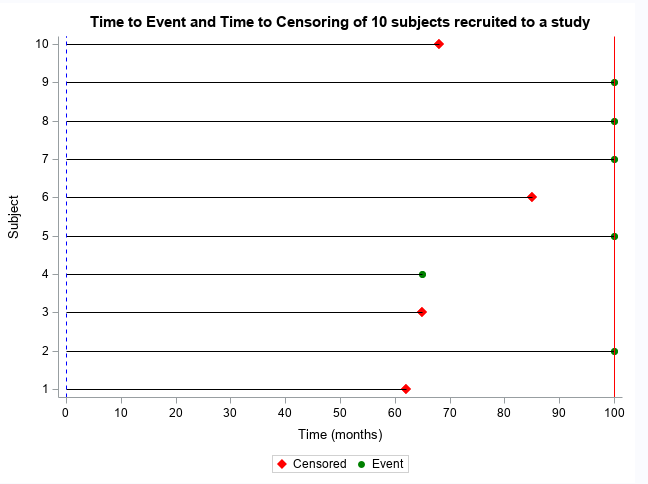 Time to Event and Time to Censoring of 10 subjects recruited to a study
10
9
8
7
6
5
4
3
2
1
Subject
0 10 20 30 40 50 60 70 80 90 100
Time (months)
Censored Event